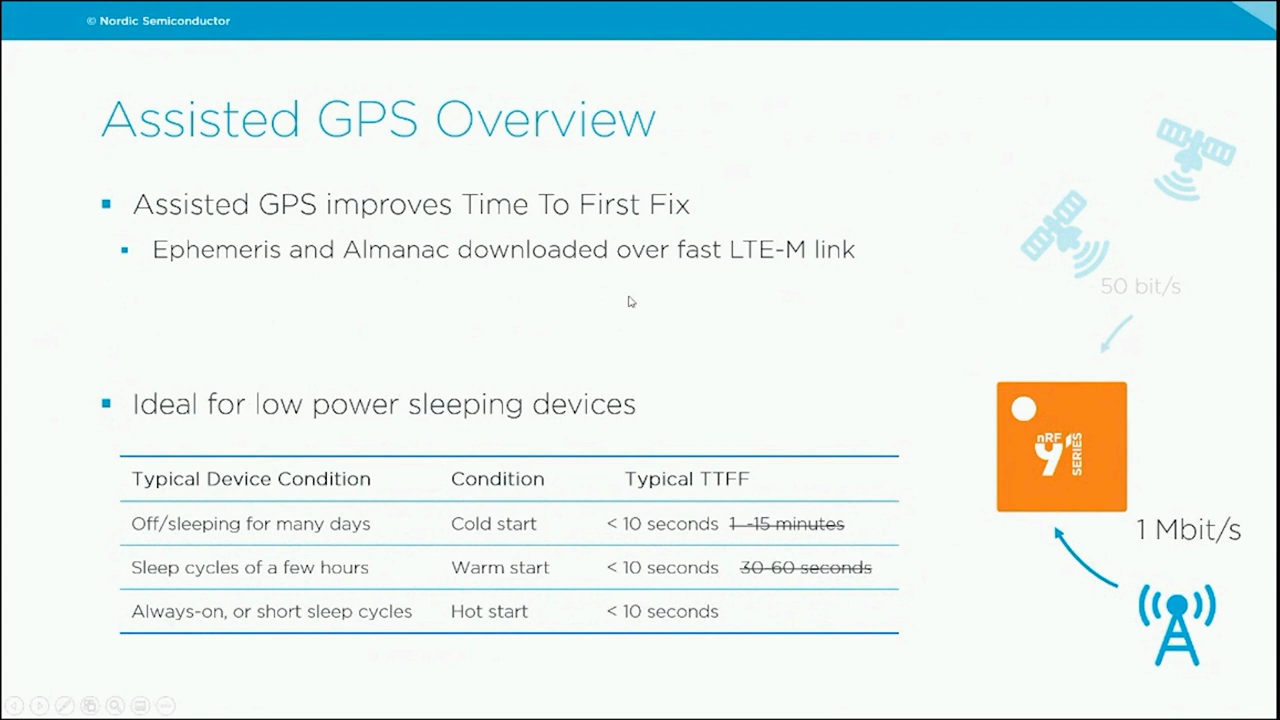 © Nordic Semiconductor
Assisted GPS Overview
Assisted GPS improves Time To First Fix
Ephemeris and Almanac downloaded over fast LTE-M link
50 bit/s
Ideal for low power sleeping devices
nRF
91
SERIES
Typical Device Condition Condition Typical TTFF
Off/sleeping for many days Cold start < 10 seconds 1 -15 minutes
1 Mbit/s
Sleep cycles of a few hours Warm start < 10 seconds 30-60 seconds
Always-on, or short sleep cycles Hot start < 10 seconds